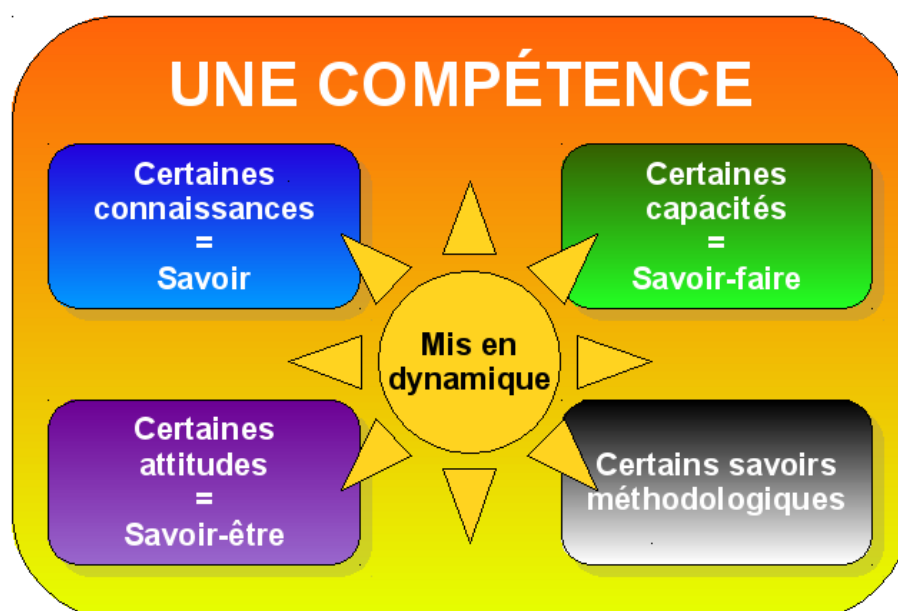 UNE COMPÉTENCE
Certaines
connaissances
=
Savoir
Certaines
capacités
=
Savoir-faire
Mis en
dynamique
Certaines
attitudes
=
Savoir-être
Certains savoirs
méthodologiques